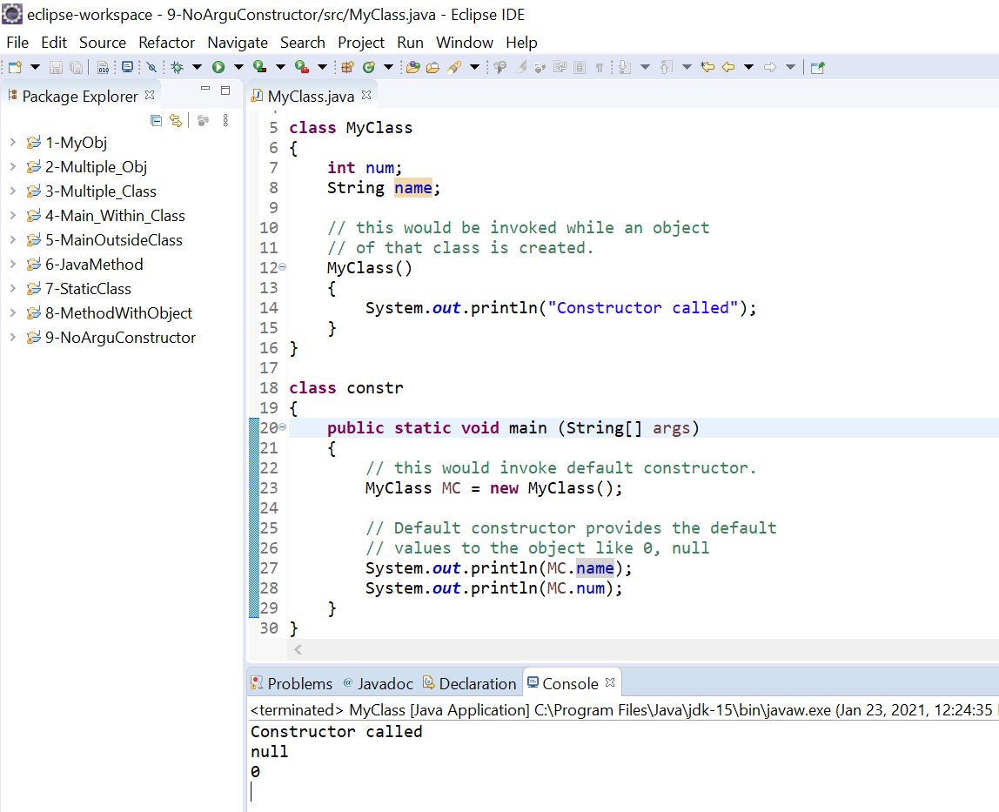 eclipse-workspace - 9-NoArguConstructor/src/MyClass.java - Eclipse IDE
File Edit Source Refactor Navigate Search Project Run Window Help
Package Explorer
1-MyObj
2-Multiple_Obj
3-Multiple_Class
4-Main_Within_Class
5-MainOutsideClass
6-JavaMethod
7-StaticClass
8-MethodWithObject
9-NoArguConstructor
MyClass.java
5 class MyClass
6 {
7 int num;
8 String name;
9
10 // this would be invoked while an object
11 // of that class is created.
12 MyClass()
13 {
14 System.out.println("Constructor called");
15 }
16 }
17
18 class constr
19 {
20 public static void main (String[] args)
21 {
22 // this would invoke default constructor.
23 MyClass MC = new MyClass();
24
25 // Default constructor provides the default
26 // values to the object like 0, null
27 System.out.println(MC.name);
28 System.out.println(MC.num);
29 }
30 }
Problems @ Javadoc Declaration Console
<terminated> MyClass [Java Application] C:\Program Files\Java\jdk-15\bin\javaw.exe (Jan 23, 2021, 12:24:35
Constructor called
null
0